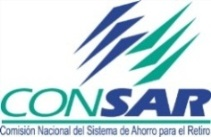 CONSAR
Comisión Nacional del Sistema de Ahorro para el Retiro